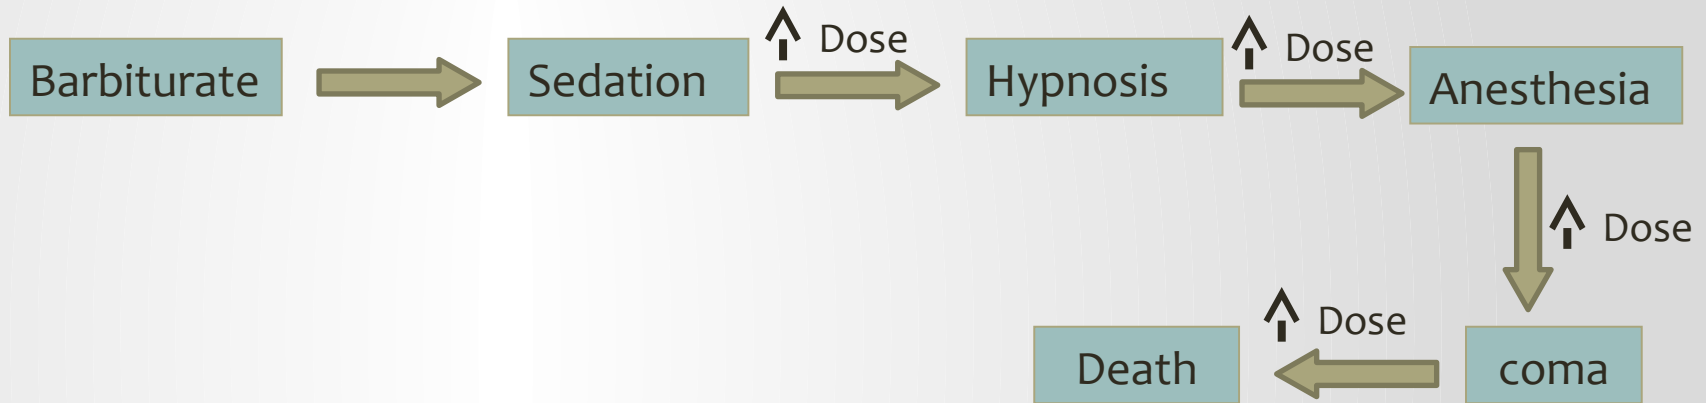 Barbiturate
Sedation
Dose
Hypnosis
Dose
Anesthesia
Dose
coma
Dose
Death